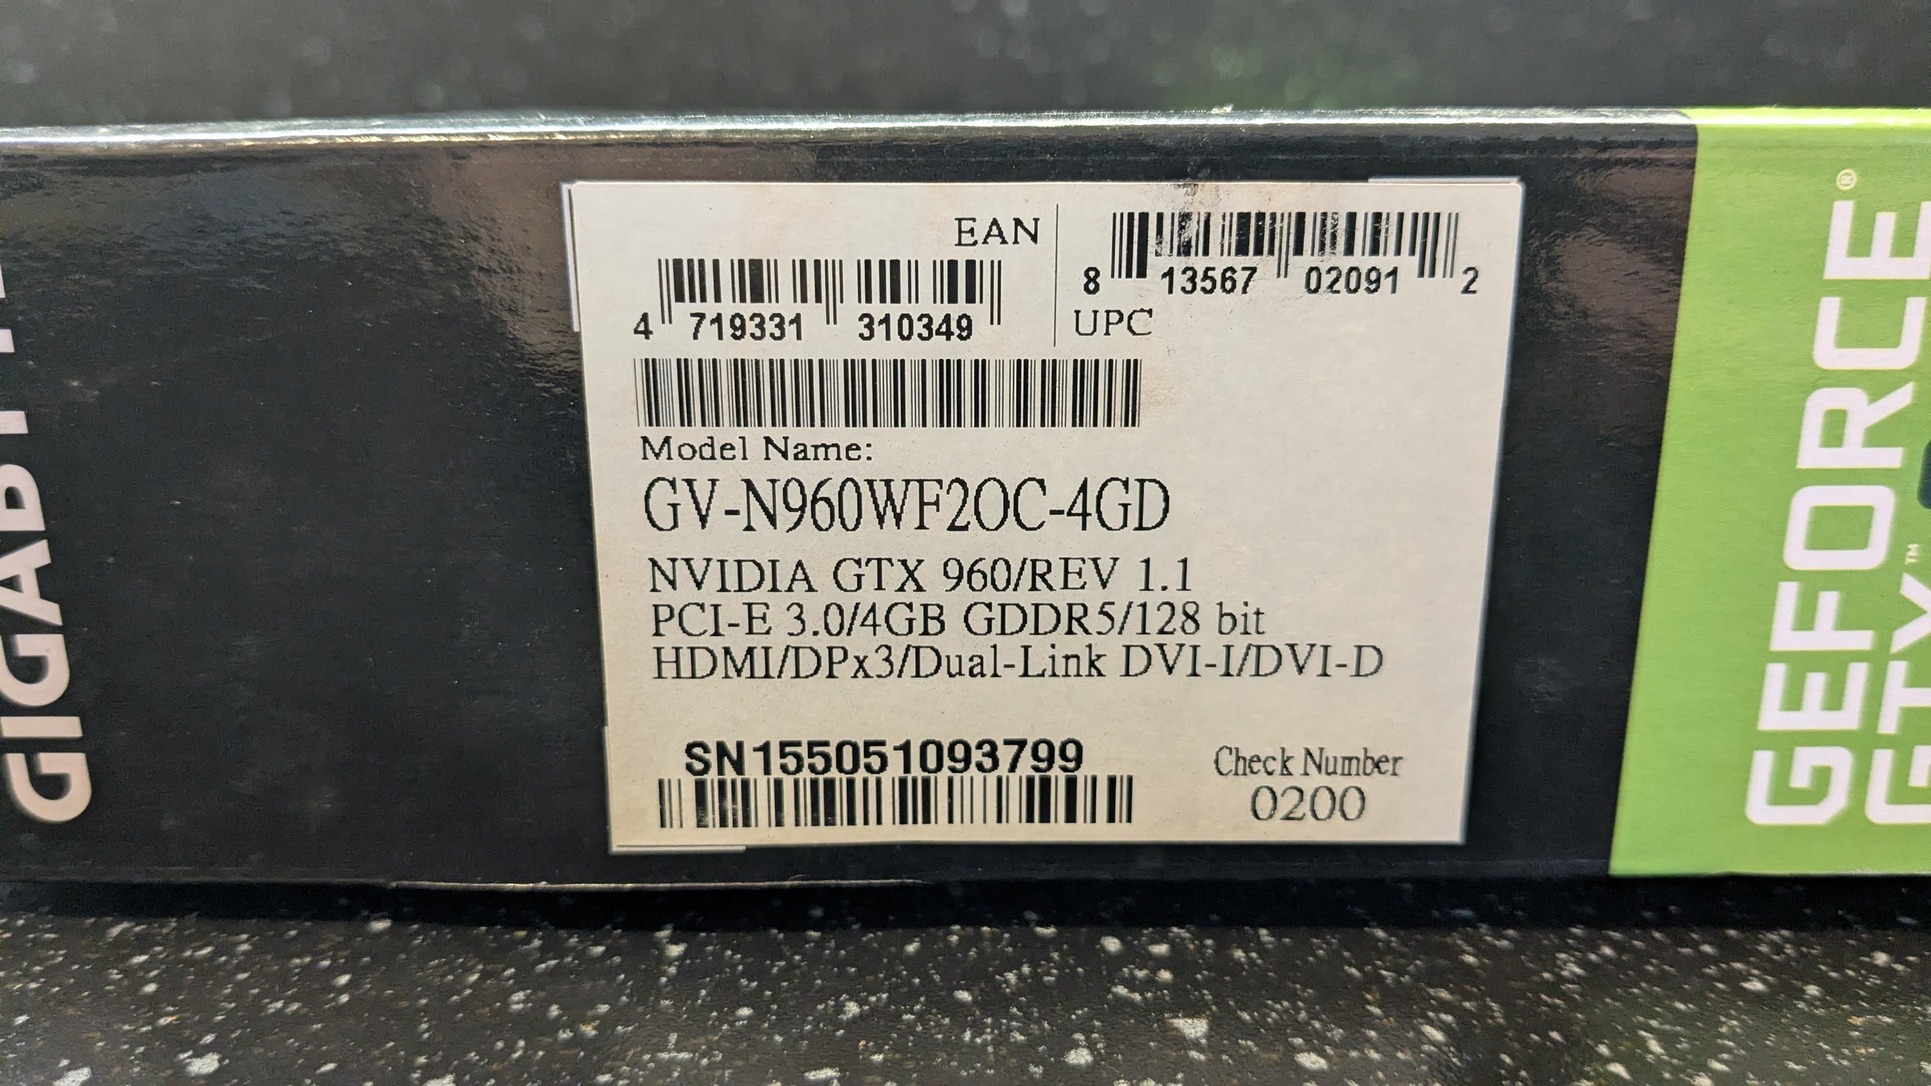 GIGABYTE
EAN
4 719331 310349
8 13567 02091 2
UPC
Model Name:
GV-N960WF2OC-4GD
NVIDIA GTX 960/REV 1.1
PCI-E 3.0/4GB GDDR5/128 bit
HDMI/DPx3/Dual-Link DVI-I/DVI-D
SN155051093799
Check Number
0200
GEFORCE®
GTX™